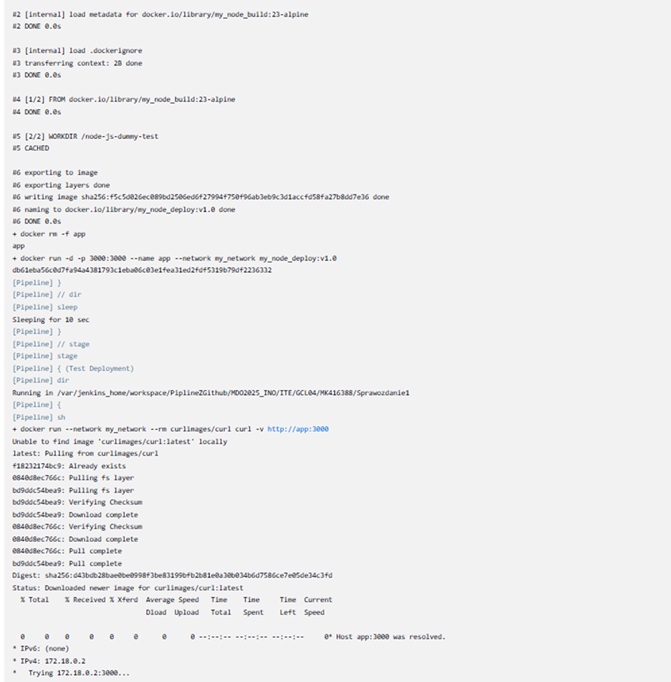 #2 [internal] load metadata for docker.io/library/my_node_build:23-alpine
#2 DONE 0.0s
#3 [internal] load .dockerignore
#3 transferring context: 2B done
#3 DONE 0.0s
#4 [1/2] FROM docker.io/library/my_node_build:23-alpine
#4 DONE 0.0s
#5 [2/2] WORKDIR /node-js-dummy-test
#5 CACHED
#6 exporting to image
#6 exporting layers done
#6 writing image sha256:f5c5d026ec089bd2506ed6f27994f750f96ab3eb9c3d1accfd58fa27b8dd7e36 done
#6 naming to docker.io/library/my_node_deploy:v1.0 done
#6 DONE 0.0s
+ docker rm -f app
app
+ docker run -d -p 3000:3000 --name app --network my_network my_node_deploy:v1.0
db61eba56c0d7fa94a4381793c1eba06c03e1fea31ed2fdf5319b79df2236332
[Pipeline] }
[Pipeline] // dir
[Pipeline] sleep
Sleeping for 10 sec
[Pipeline] }
[Pipeline] // stage
[Pipeline] stage
[Pipeline] { (Test Deployment)
[Pipeline] dir
Running in /var/jenkins_home/workspace/PiplineZGithub/MDO2025_INO/ITE/GCL04/MK416388/Sprawozdanie1
[Pipeline] {
[Pipeline] sh
+ docker run --network my_network --rm curlimages/curl curl -v http://app:3000
Unable to find image 'curlimages/curl:latest' locally
latest: Pulling from curlimages/curl
f18232174bc9: Already exists
0840d8ec766c: Pulling fs layer
bd9ddc54bea9: Pulling fs layer
bd9ddc54bea9: Verifying Checksum
bd9ddc54bea9: Download complete
0840d8ec766c: Verifying Checksum
0840d8ec766c: Download complete
0840d8ec766c: Pull complete
bd9ddc54bea9: Pull complete
Digest: sha256:d43bdb28bae0be0998f3be83199bfb2b81e0a30b034b6d7586ce7e05de34c3fd
Status: Downloaded newer image for curlimages/curl:latest
% Total % Received % Xferd Average Speed Time Time Time Current
Dload Upload Total Spent Left Speed
0 0 0 0 0 0 0 0 --:--:-- --:--:-- --:--:-- 0* Host app:3000 was resolved.
* IPv6: (none)
* IPv4: 172.18.0.2
* Trying 172.18.0.2:3000...